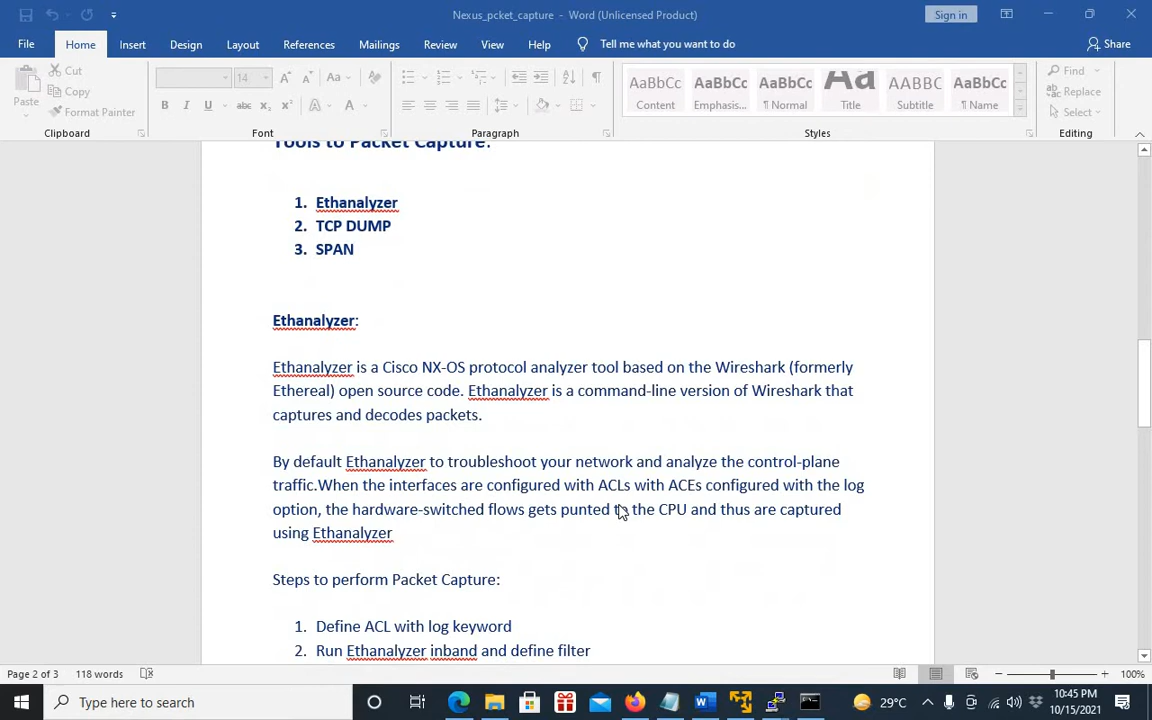 Nexus_pcket_capture - Word (Unlicensed Product)
Sign in
File Home Insert Design Layout References Mailings Review View Help Tell me what you want to do Share
Paste
Cut
Copy
Format Painter
Clipboard
14
Aa
B I U abc x₂ x² A A
Font
Paragraph
AaBbCc Content
AaBbCc Emphasis...
AaBbCc ¶ Normal
Aa Title
AABBC Subtitle
AaBbCc ¶ Name
Styles
Find
Replace
Select
Editing
Tools to Packet Capture:
1. Ethanalyzer
2. TCP DUMP
3. SPAN
Ethanalyzer:
Ethanalyzer is a Cisco NX-OS protocol analyzer tool based on the Wireshark (formerly
Ethereal) open source code. Ethanalyzer is a command-line version of Wireshark that
captures and decodes packets.
By default Ethanalyzer to troubleshoot your network and analyze the control-plane
traffic.When the interfaces are configured with ACLs with ACEs configured with the log
option, the hardware-switched flows gets punted to the CPU and thus are captured
using Ethanalyzer
Steps to perform Packet Capture:
1. Define ACL with log keyword
2. Run Ethanalyzer inband and define filter
Page 2 of 3 118 words
100%
Type here to search
29°C
10:45 PM
10/15/2021